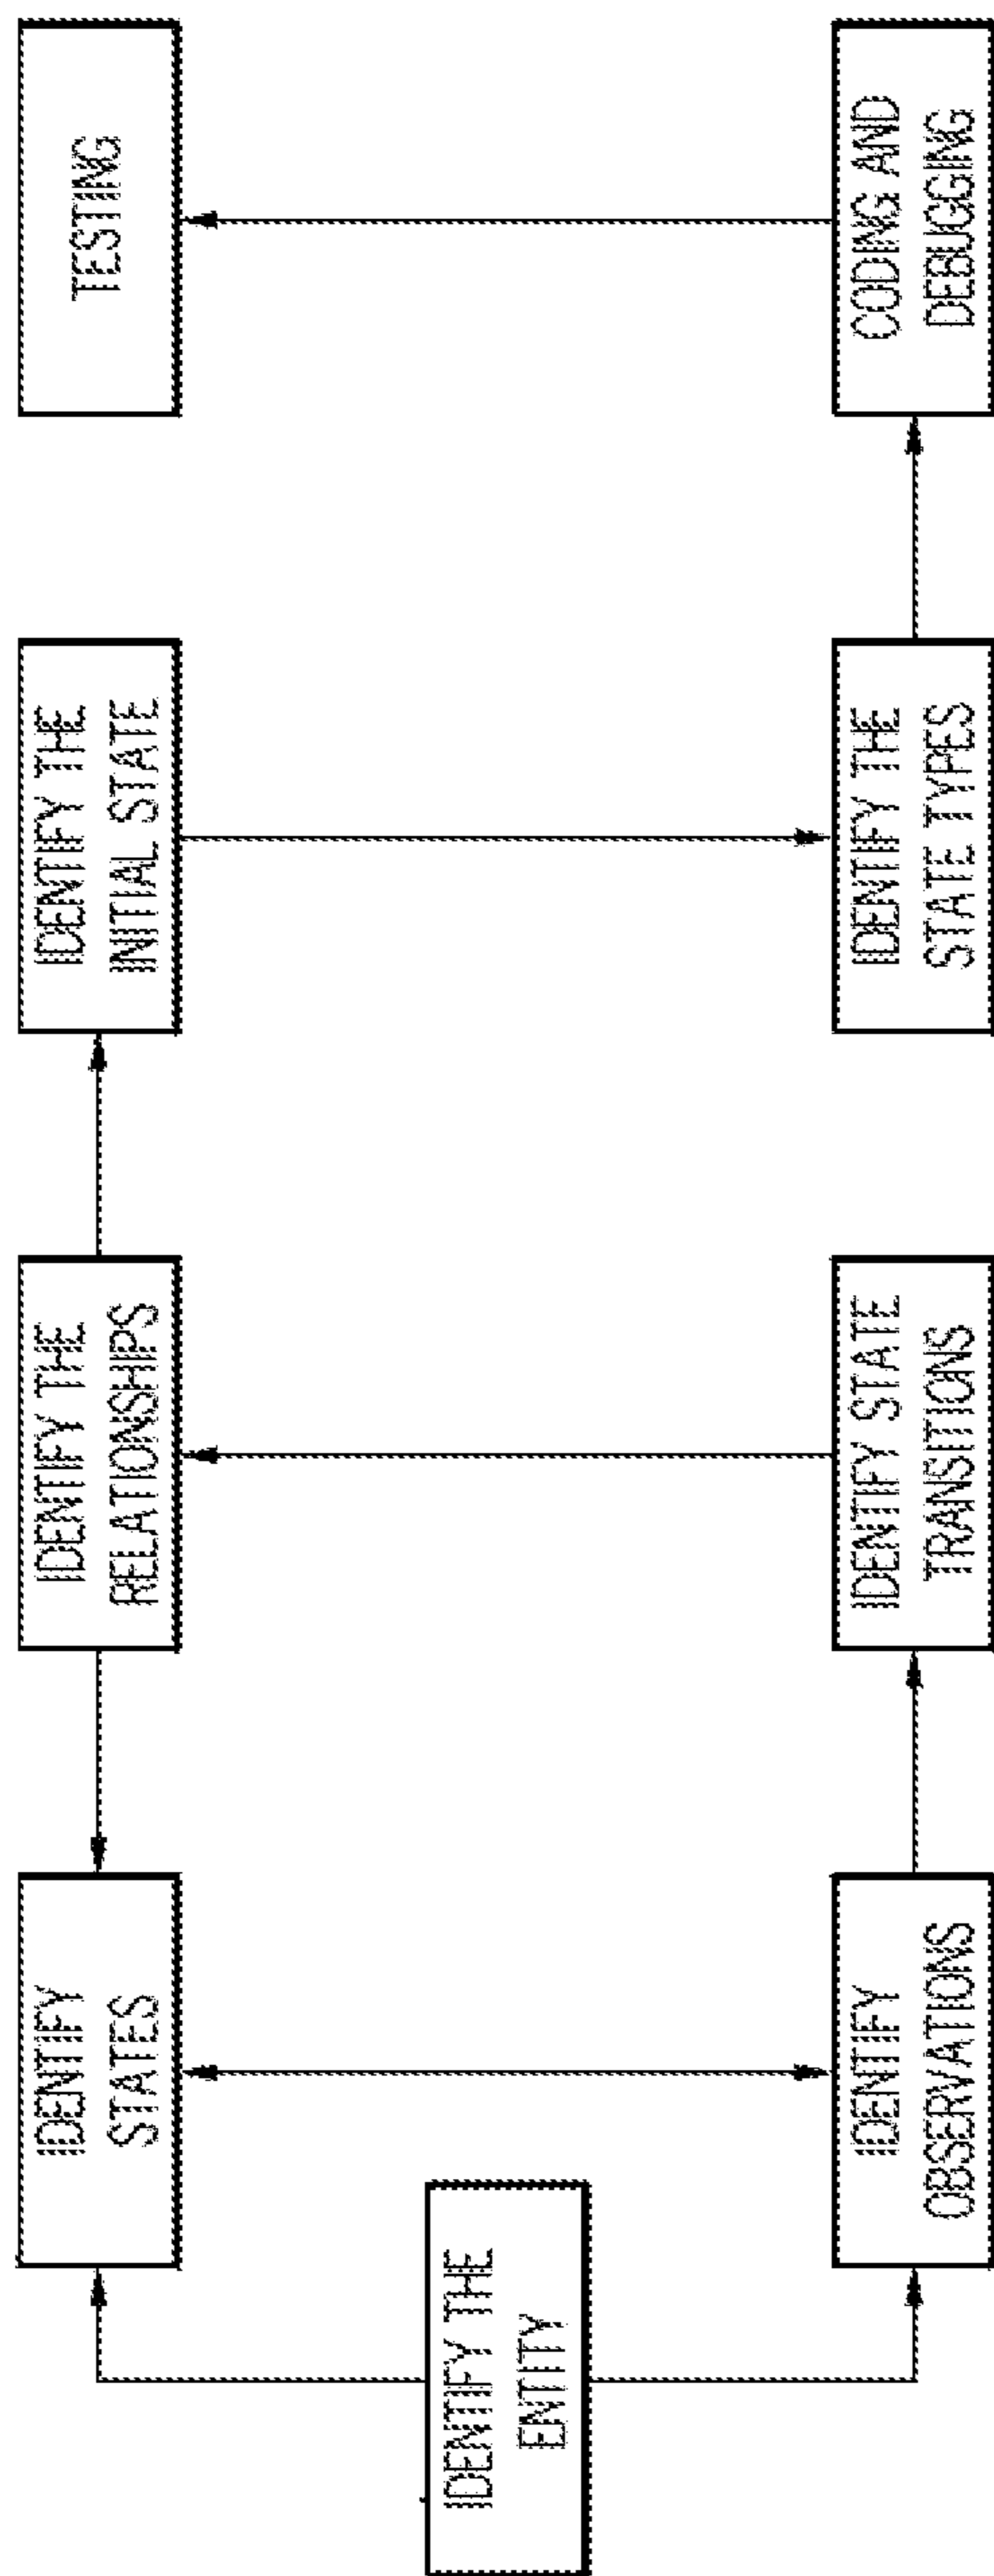 IDENTIFY
STATES
IDENTIFY THE
RELATIONSHIPS
IDENTIFY THE
INITIAL STATE
TESTING
IDENTIFY THE
ENTITY
IDENTIFY
OBSERVATIONS
IDENTIFY STATE
TRANSITIONS
IDENTIFY THE
STATE TYPES
CODING AND
DEBUGGING